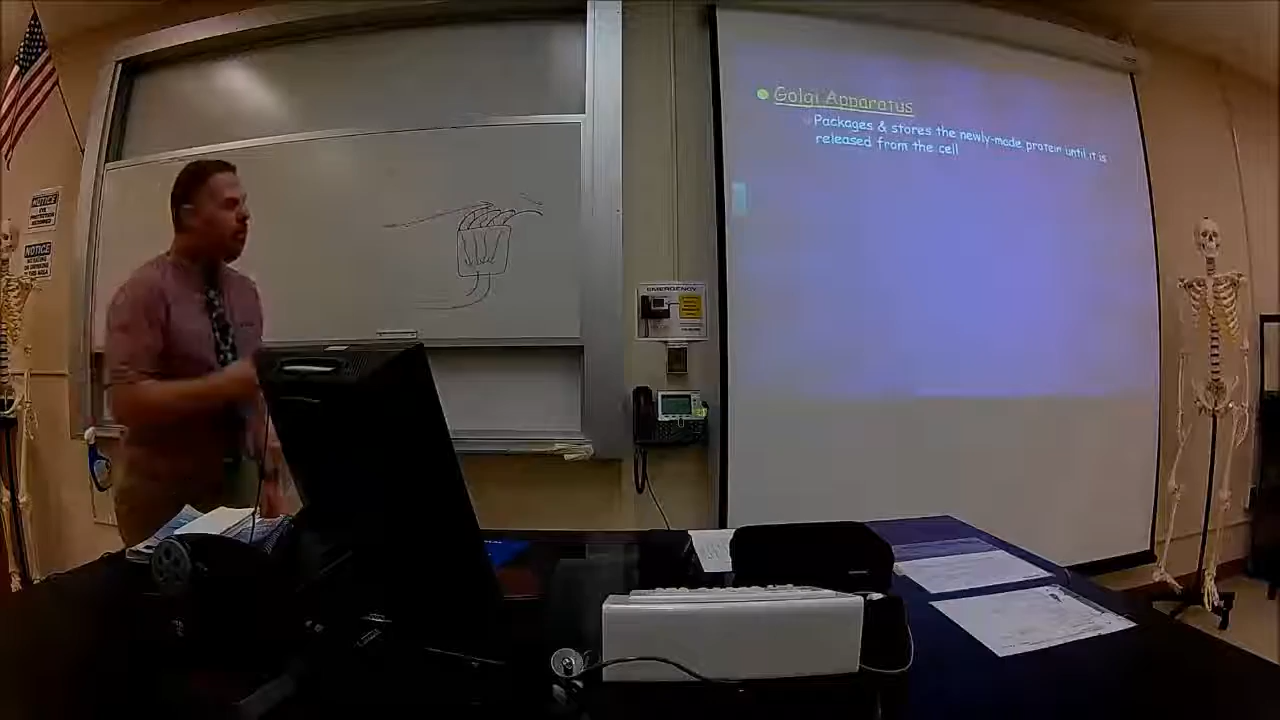 Golgi Apparatus
Packages & stores the newly-made protein until it is
released from the cell
NOTICE
NOTICE
EMERGENCY